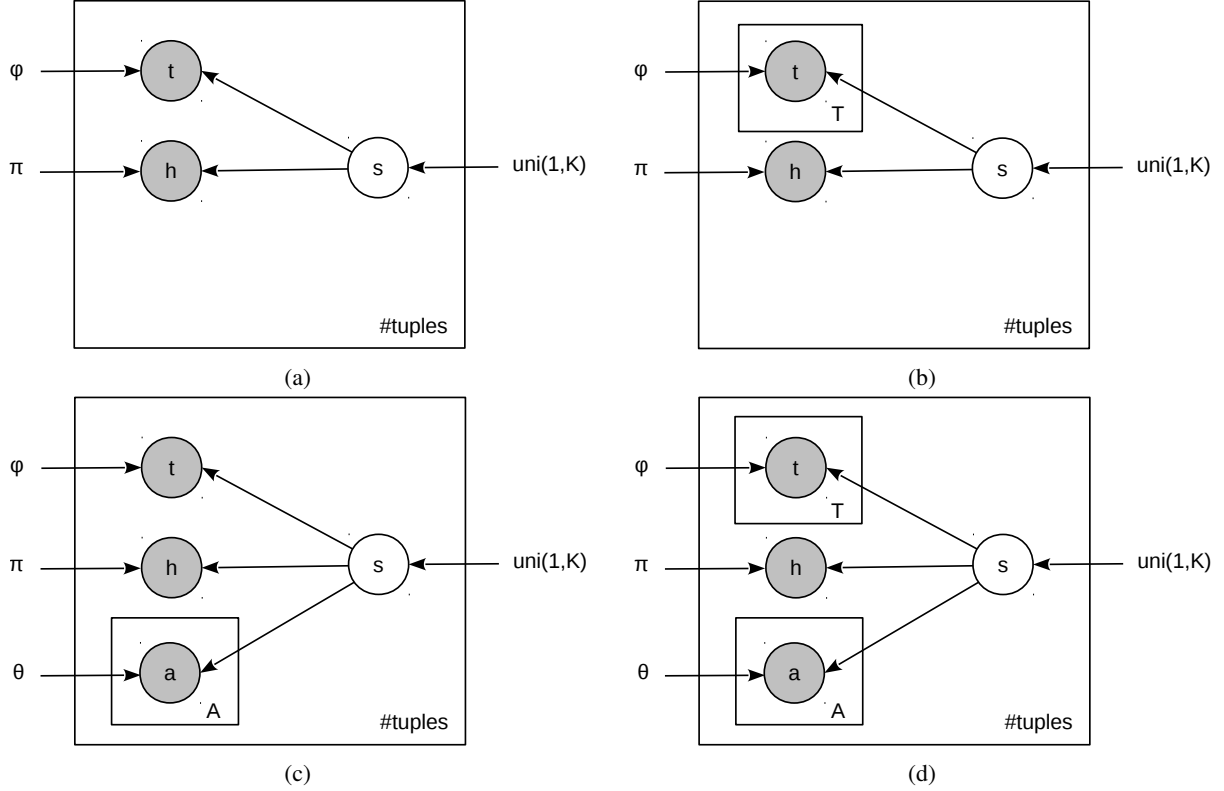 φ
t
π
h
s
uni(1,K)
#tuples
(a)
φ
t
T
π
h
s
uni(1,K)
#tuples
(b)
φ
t
π
h
s
uni(1,K)
θ
a
A
#tuples
(c)
φ
t
T
π
h
s
uni(1,K)
θ
a
A
#tuples
(d)